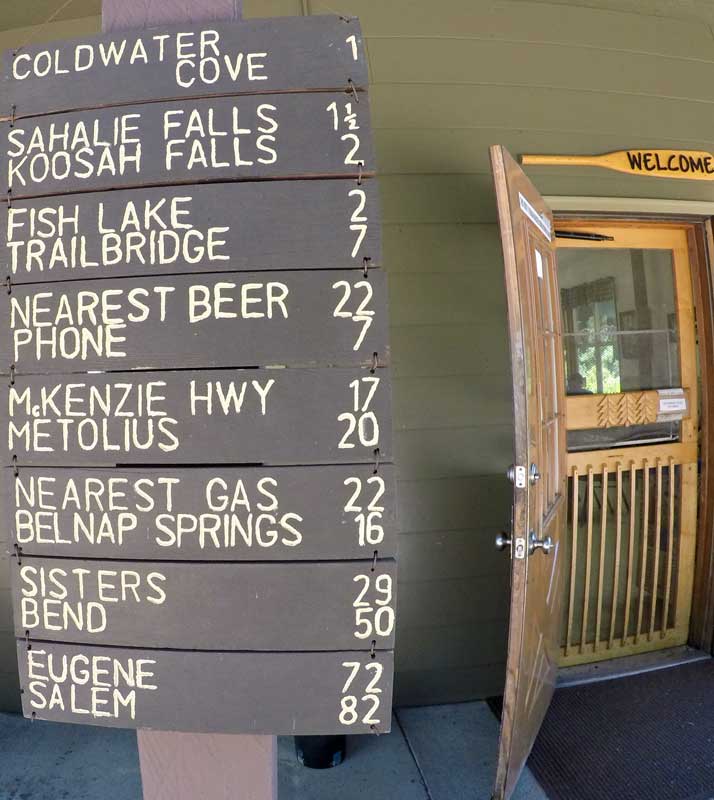 COLDWATER COVE 1
SAHALIE FALLS 1½
KOOSAH FALLS 2
FISH LAKE 2
TRAILBRIDGE 7
NEAREST BEER 22
PHONE 7
McKENZIE HWY 17
METOLIUS 20
NEAREST GAS 22
BELNAP SPRINGS 16
SISTERS 29
BEND 50
EUGENE 72
SALEM 82
WELCOME